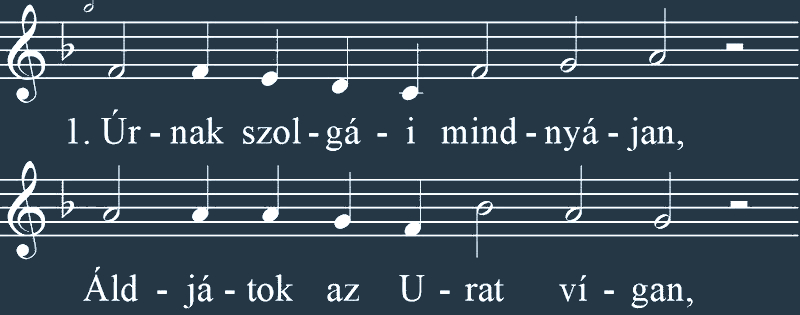 1. Úr - nak szol - gá - i mind - nyá - jan,
Áld - já - tok az U - rat ví - gan,